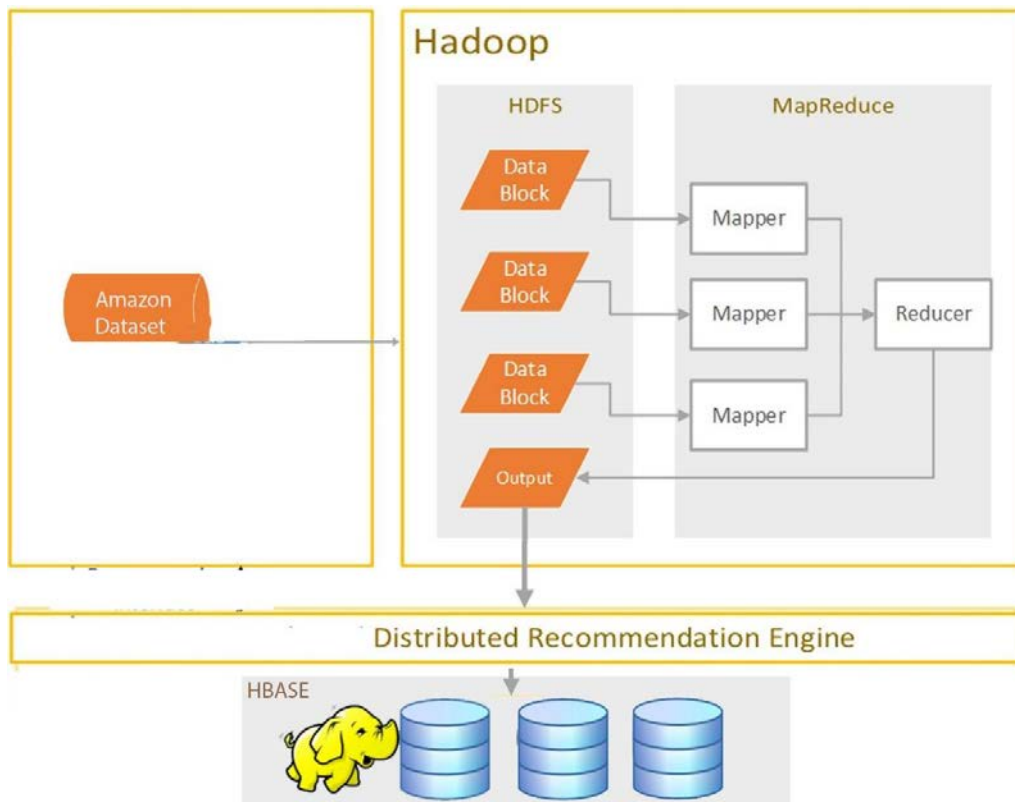 Hadoop
HDFS
MapReduce
Data
Block
Mapper
Data
Block
Mapper
Amazon
Dataset
Reducer
Data
Block
Mapper
Output
Distributed Recommendation Engine
HBASE